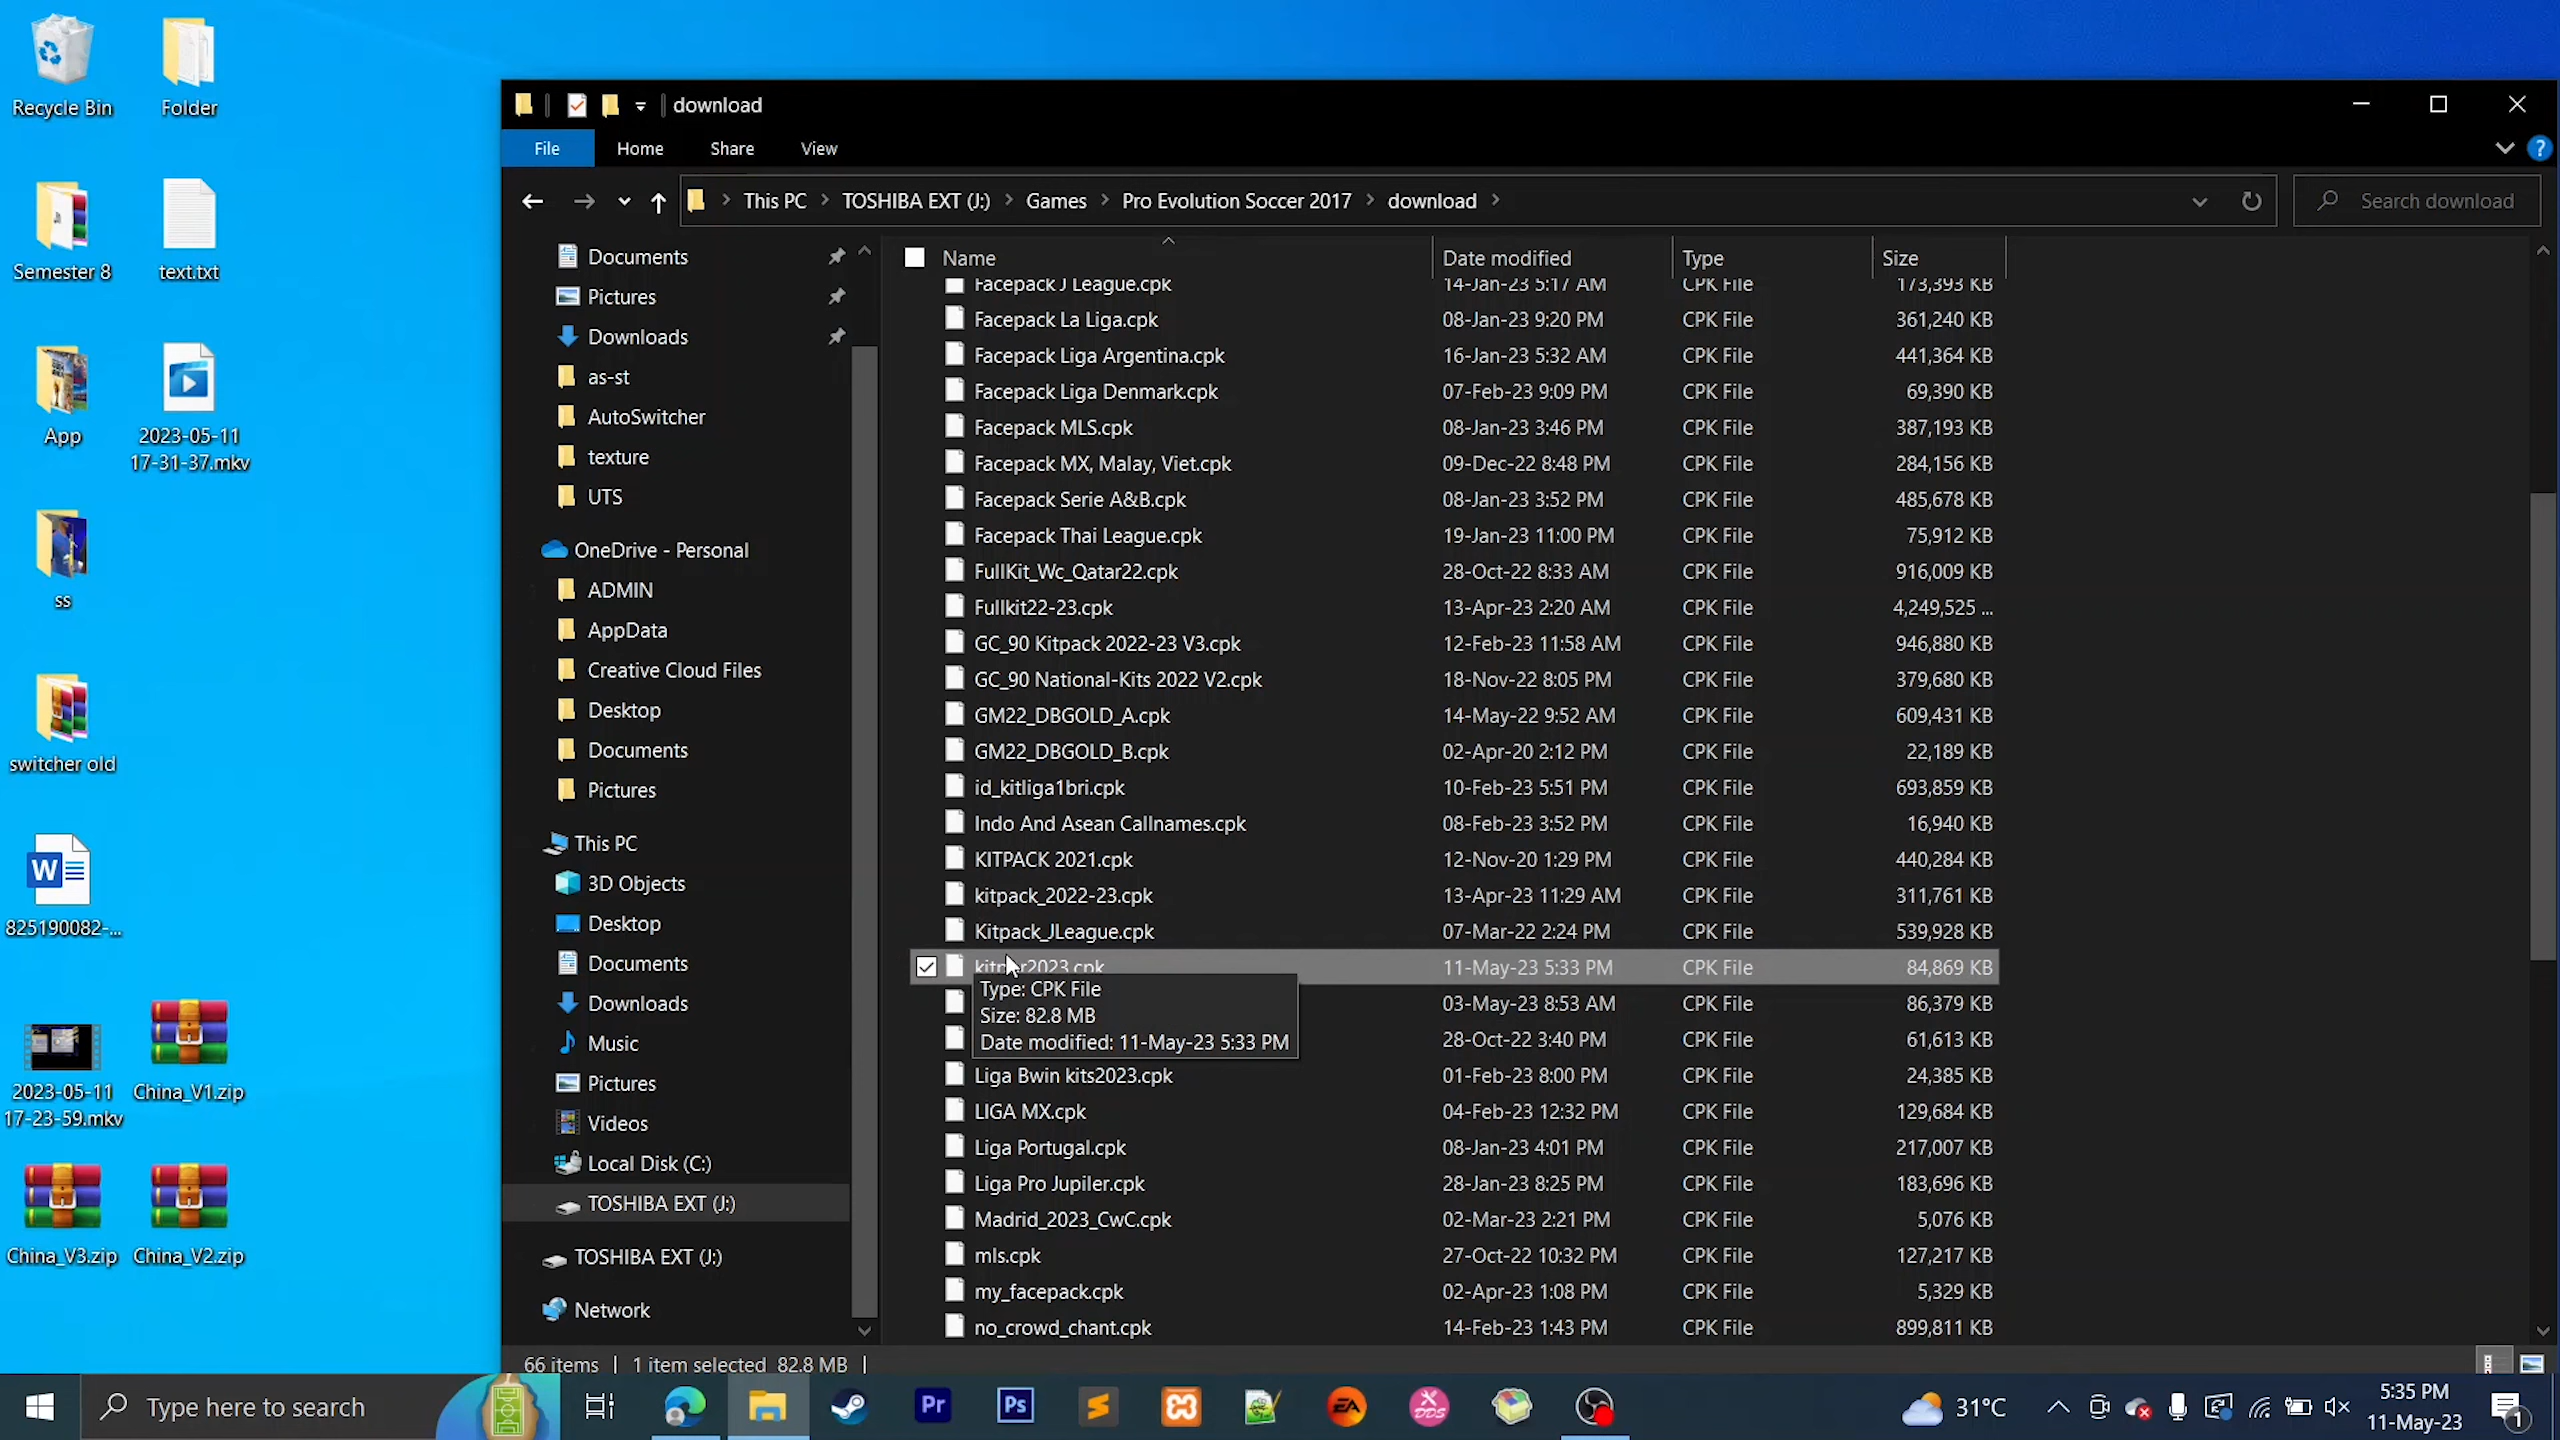 Recycle Bin
Folder
Semester 8
text.txt
App
2023-05-11
17-31-37.mkv
ss
switcher old
825190082-...
2023-05-11
17-23-59.mkv
China_V1.zip
China_V3.zip
China_V2.zip
download
File Home Share View
This PC TOSHIBA EXT (J:) Games Pro Evolution Soccer 2017 download
Search download
Documents
Pictures
Downloads
as-st
AutoSwitcher
texture
UTS
OneDrive - Personal
ADMIN
AppData
Creative Cloud Files
Desktop
Documents
Pictures
This PC
3D Objects
Desktop
Documents
Downloads
Music
Pictures
Videos
Local Disk (C:)
TOSHIBA EXT (J:)
TOSHIBA EXT (J:)
Network
Name Date modified Type Size
Facepack J League.cpk 14-Jan-23 5:17 AM CPK File 173,393 KB
Facepack La Liga.cpk 08-Jan-23 9:20 PM CPK File 361,240 KB
Facepack Liga Argentina.cpk 16-Jan-23 5:32 AM CPK File 441,364 KB
Facepack Liga Denmark.cpk 07-Feb-23 9:09 PM CPK File 69,390 KB
Facepack MLS.cpk 08-Jan-23 3:46 PM CPK File 387,193 KB
Facepack MX, Malay, Viet.cpk 09-Dec-22 8:48 PM CPK File 284,156 KB
Facepack Serie A&B.cpk 08-Jan-23 3:52 PM CPK File 485,678 KB
Facepack Thai League.cpk 19-Jan-23 11:00 PM CPK File 75,912 KB
FullKit_Wc_Qatar22.cpk 28-Oct-22 8:33 AM CPK File 916,009 KB
Fullkit22-23.cpk 13-Apr-23 2:20 AM CPK File 4,249,525 ...
GC_90 Kitpack 2022-23 V3.cpk 12-Feb-23 11:58 AM CPK File 946,880 KB
GC_90 National-Kits 2022 V2.cpk 18-Nov-22 8:05 PM CPK File 379,680 KB
GM22_DBGOLD_A.cpk 14-May-22 9:52 AM CPK File 609,431 KB
GM22_DBGOLD_B.cpk 02-Apr-20 2:12 PM CPK File 22,189 KB
id_kitliga1bri.cpk 10-Feb-23 5:51 PM CPK File 693,859 KB
Indo And Asean Callnames.cpk 08-Feb-23 3:52 PM CPK File 16,940 KB
KITPACK 2021.cpk 12-Nov-20 1:29 PM CPK File 440,284 KB
kitpack_2022-23.cpk 13-Apr-23 11:29 AM CPK File 311,761 KB
Kitpack_JLeague.cpk 07-Mar-22 2:24 PM CPK File 539,928 KB
11-May-23 5:33 PM CPK File 84,869 KB
Type: CPK File
Size: 82.8 MB
Date modified: 11-May-23 5:33 PM
03-May-23 8:53 AM CPK File 86,379 KB
28-Oct-22 3:40 PM CPK File 61,613 KB
Liga Bwin kits2023.cpk 01-Feb-23 8:00 PM CPK File 24,385 KB
LIGA MX.cpk 04-Feb-23 12:32 PM CPK File 129,684 KB
Liga Portugal.cpk 08-Jan-23 4:01 PM CPK File 217,007 KB
Liga Pro Jupiler.cpk 28-Jan-23 8:25 PM CPK File 183,696 KB
Madrid_2023_CwC.cpk 02-Mar-23 2:21 PM CPK File 5,076 KB
mls.cpk 27-Oct-22 10:32 PM CPK File 127,217 KB
my_facepack.cpk 02-Apr-23 1:08 PM CPK File 5,329 KB
no_crowd_chant.cpk 14-Feb-23 1:43 PM CPK File 899,811 KB
66 items 1 item selected 82.8 MB
Type here to search
Pr
Ps
EA
DDS
31°C
5:35 PM
11-May-23
1